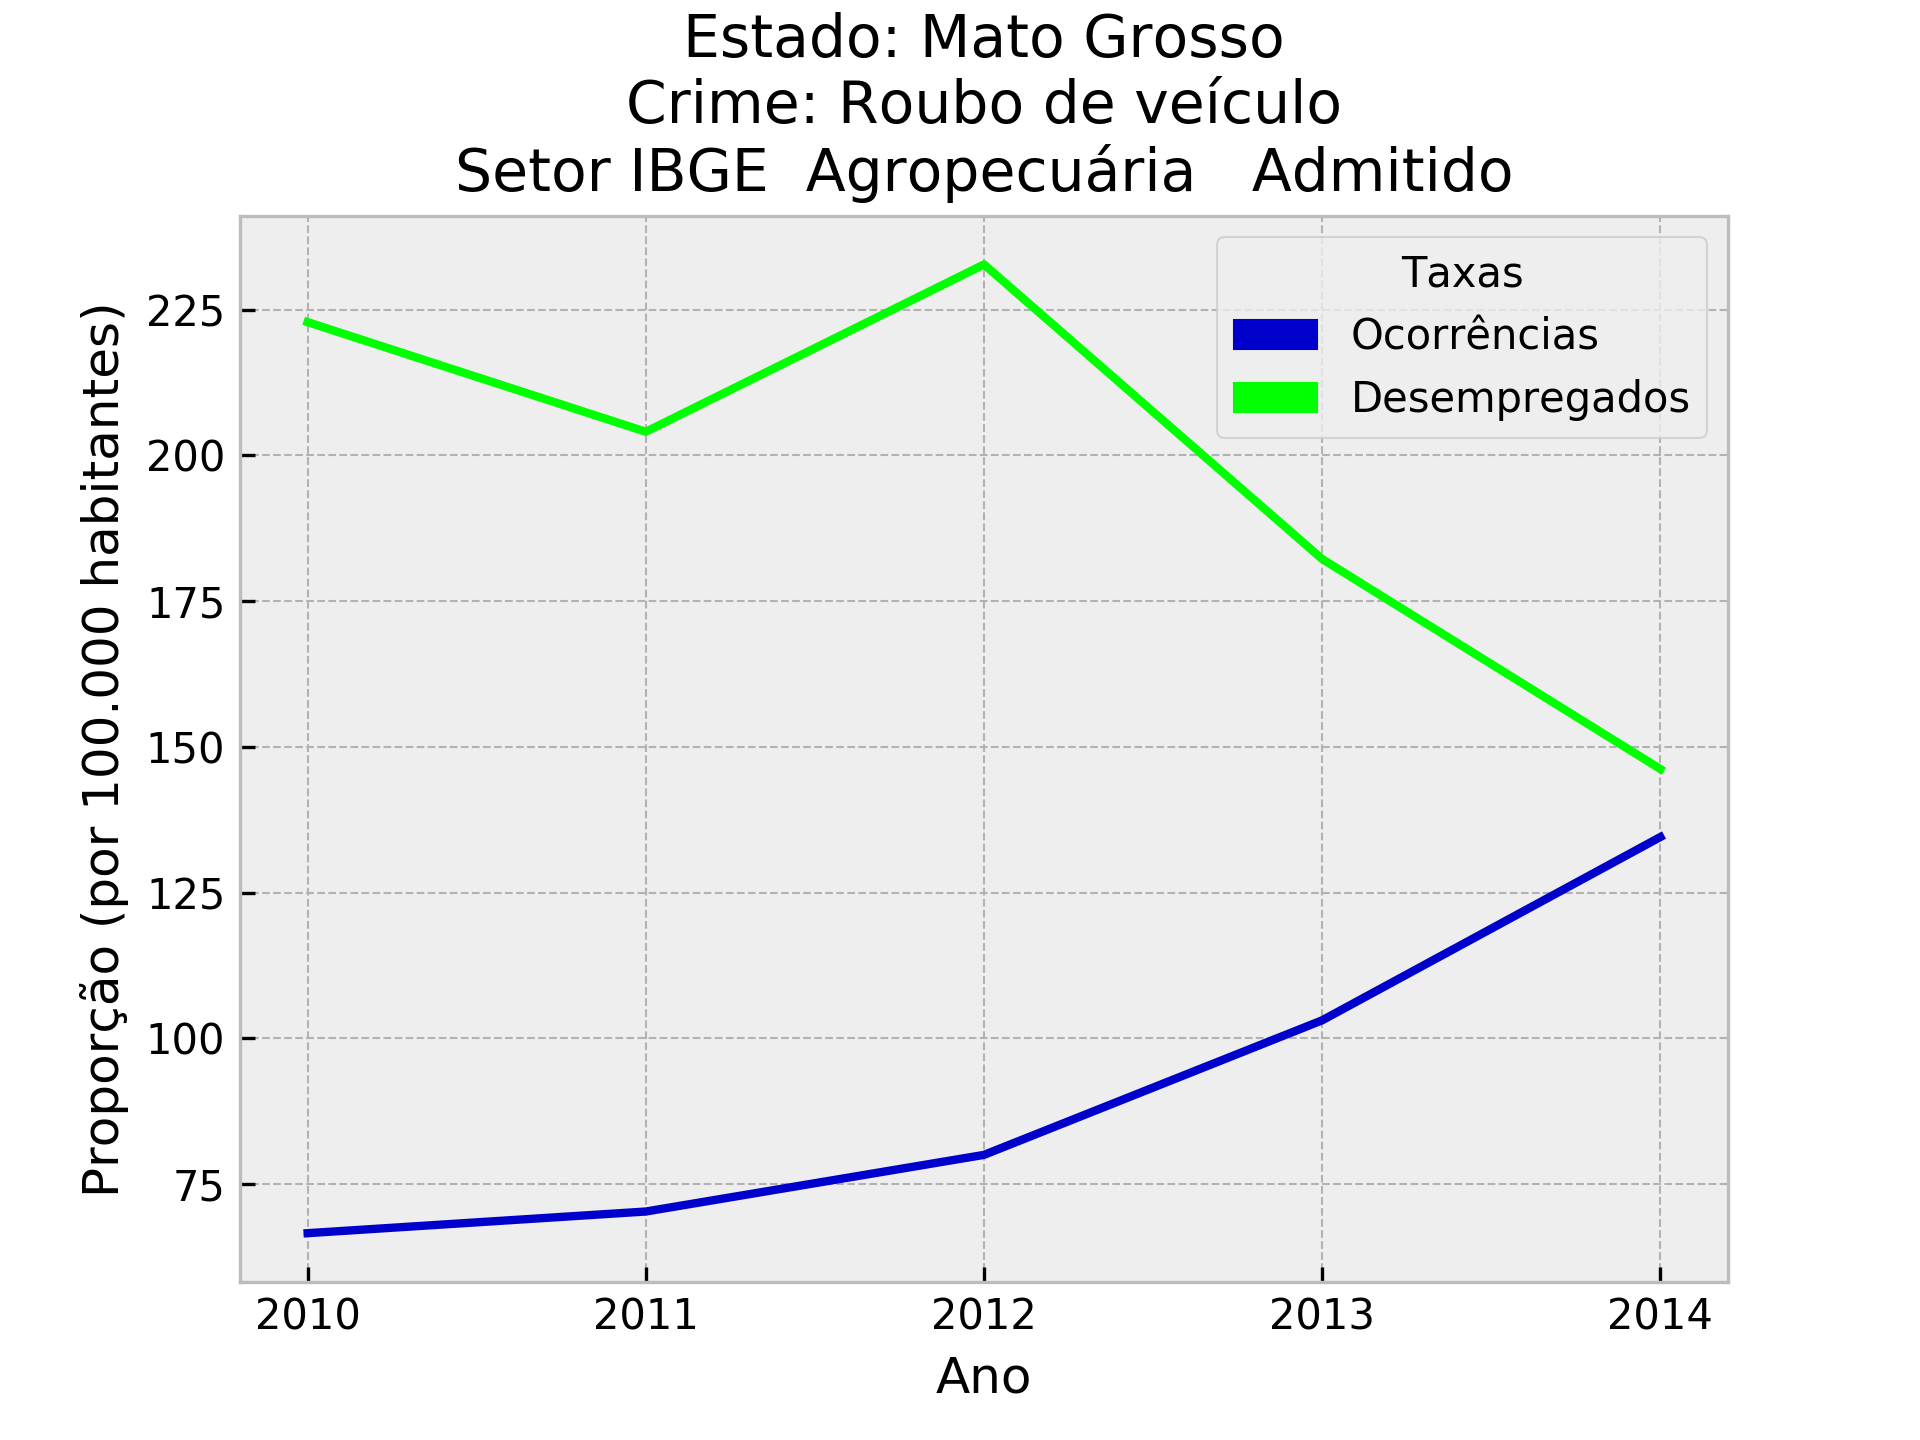 Estado: Mato Grosso
Crime: Roubo de veículo
Setor IBGE  Agropecuária   Admitido
Taxas
Ocorrências
Desempregados
Proporção (por 100.000 habitantes)
225
200
175
150
125
100
75
2010 2011 2012 2013 2014
Ano